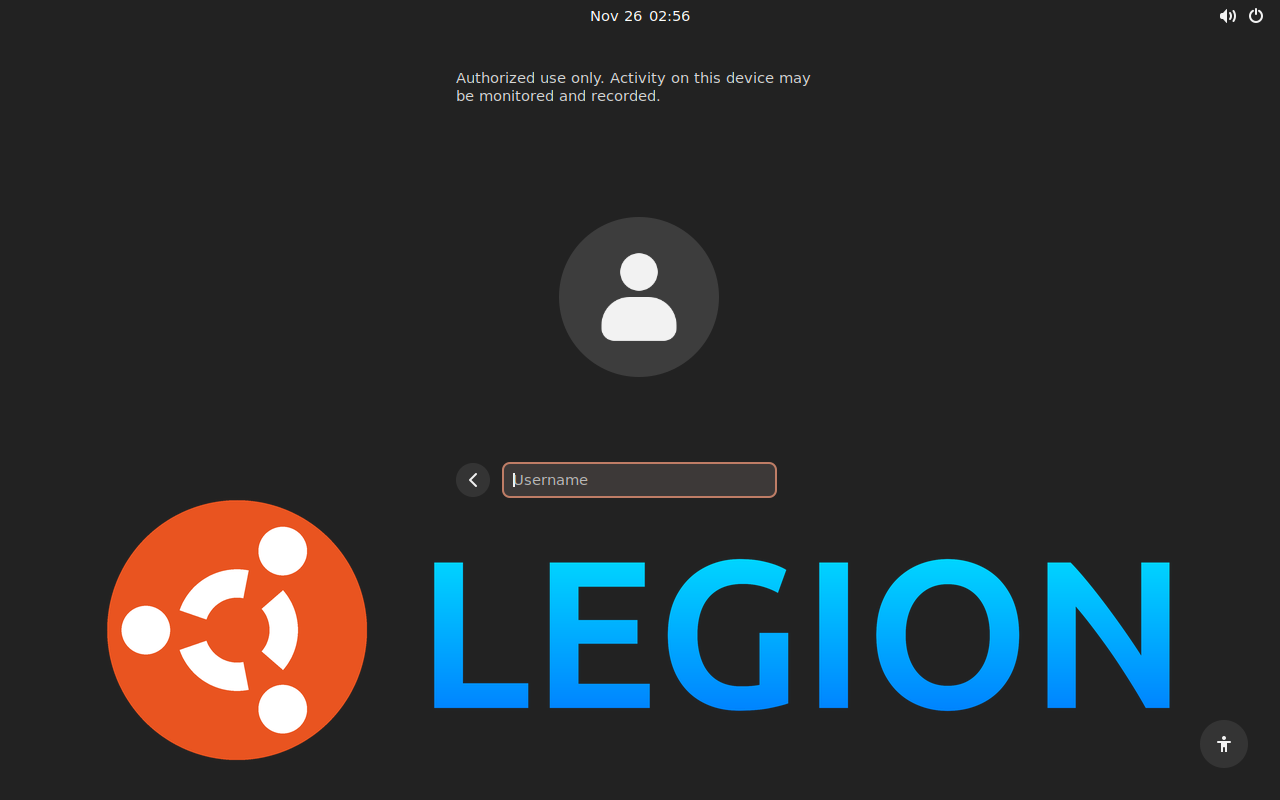 Nov 26 02:56
Authorized use only. Activity on this device may
be monitored and recorded.
Username
LEGION